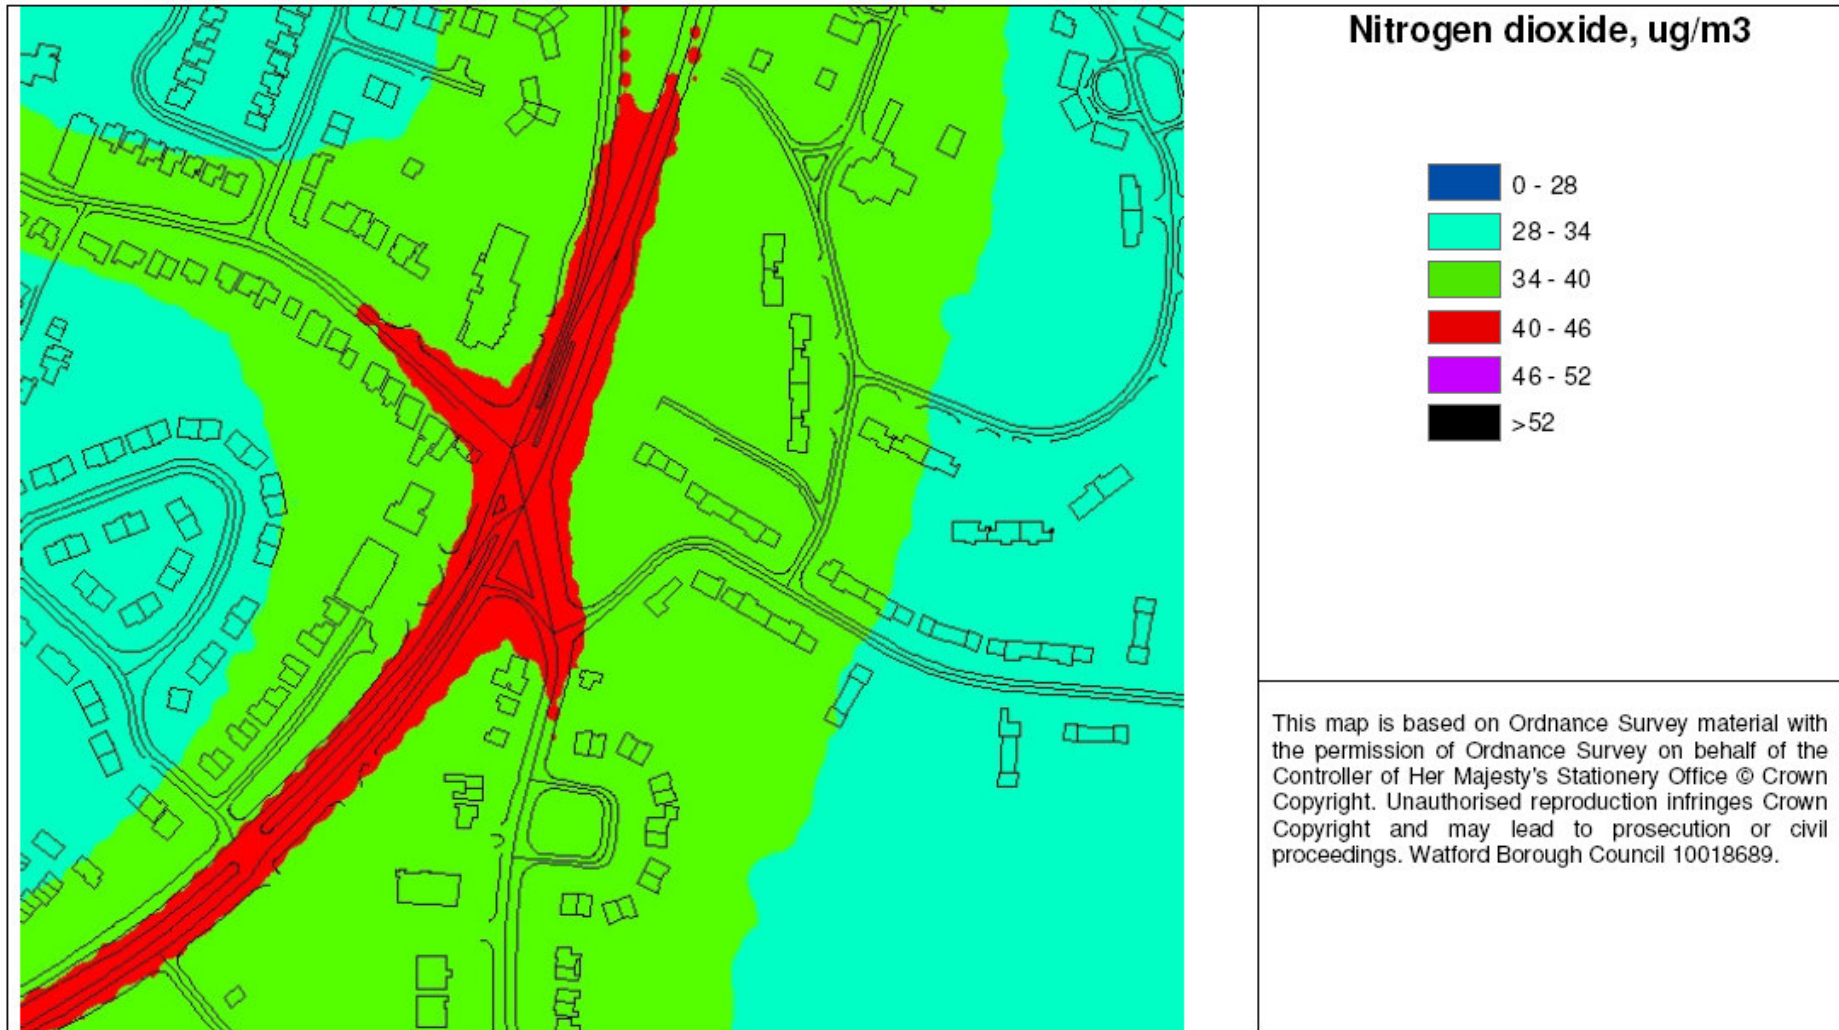 Nitrogen dioxide, ug/m3
0 - 28
28 - 34
34 - 40
40 - 46
46 - 52
>52
This map is based on Ordnance Survey material with
the permission of Ordnance Survey on behalf of the
Controller of Her Majesty's Stationery Office © Crown
Copyright. Unauthorised reproduction infringes Crown
Copyright and may lead to prosecution or civil
proceedings. Watford Borough Council 10018689.